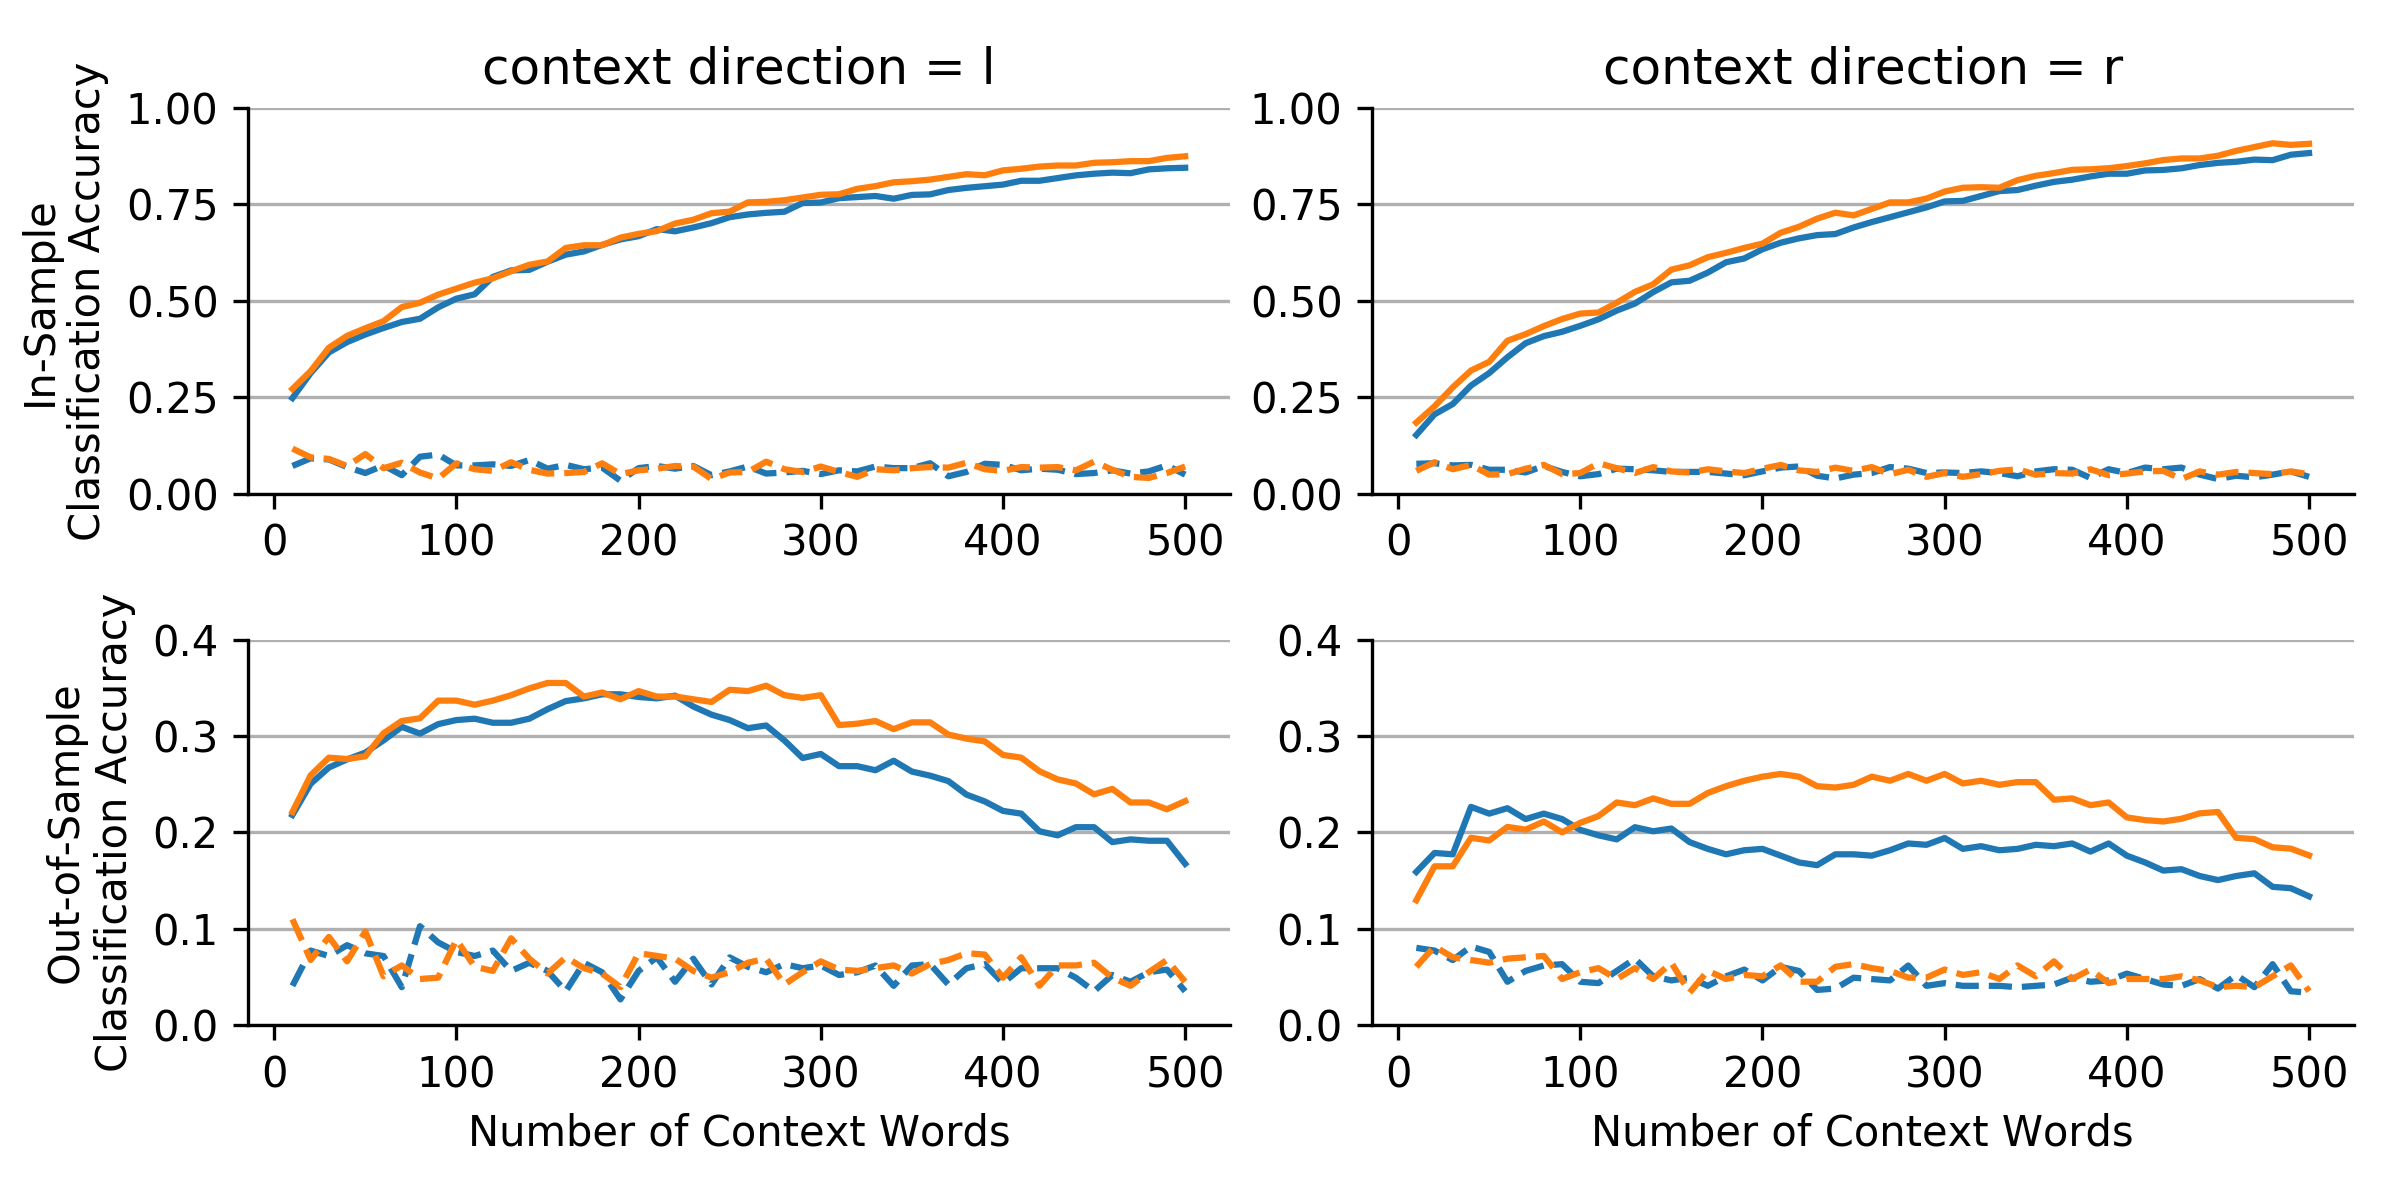 context direction = l
context direction = r
In-Sample
Classification Accuracy
1.00
0.75
0.50
0.25
0.00
0 100 200 300 400 500
1.00
0.75
0.50
0.25
0.00
0 100 200 300 400 500
Out-of-Sample
Classification Accuracy
0.4
0.3
0.2
0.1
0.0
0 100 200 300 400 500
Number of Context Words
0.4
0.3
0.2
0.1
0.0
0 100 200 300 400 500
Number of Context Words